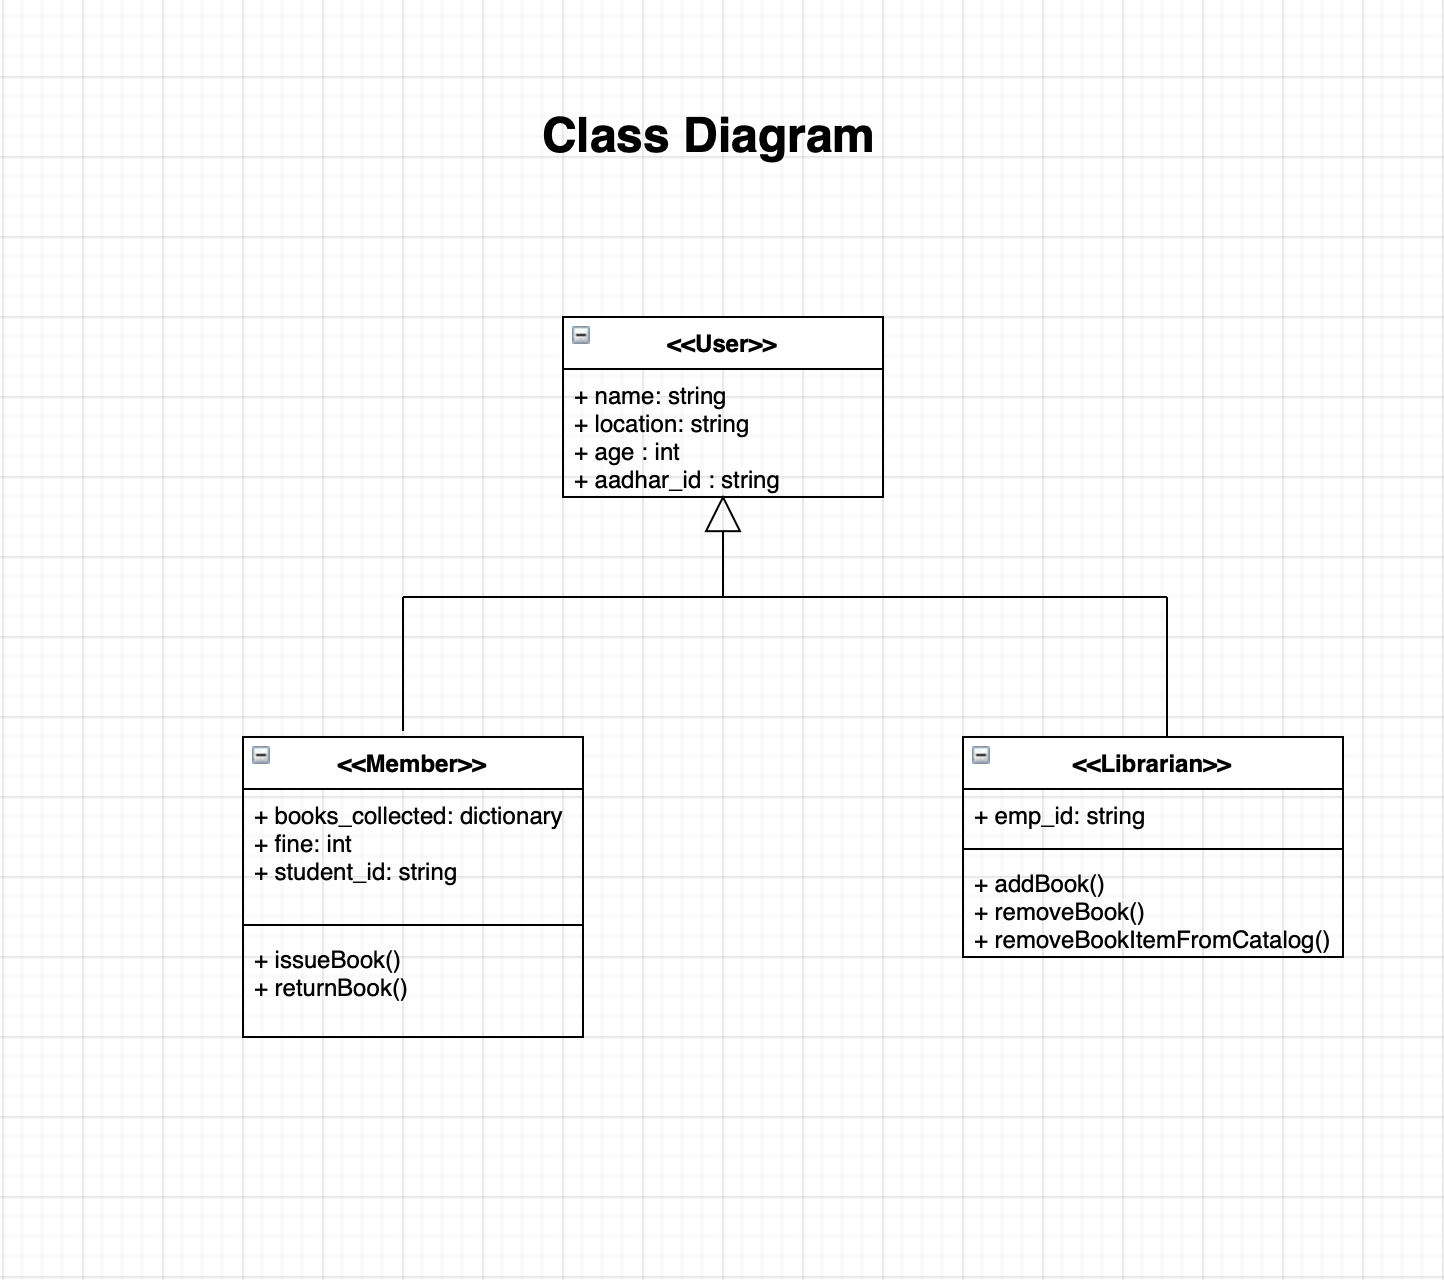 Class Diagram
<<User>>
+ name: string
+ location: string
+ age : int
+ aadhar_id : string
<<Member>>
+ books_collected: dictionary
+ fine: int
+ student_id: string
+ issueBook()
+ returnBook()
<<Librarian>>
+ emp_id: string
+ addBook()
+ removeBook()
+ removeBookItemFromCatalog()